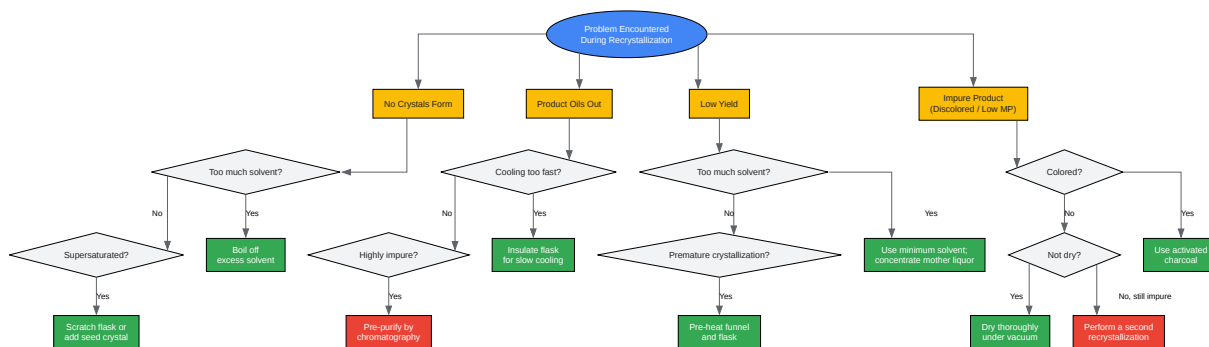 Problem Encountered
During Recrystallization
No Crystals Form
Product Oils Out
Low Yield
Impure Product
(Discolored / Low MP)
Too much solvent?
Cooling too fast?
Too much solvent?
Colored?
No
Yes
No
Yes
No
Yes
No
Yes
Supersaturated?
Boil off
excess solvent
Highly impure?
Insulate flask
for slow cooling
Premature crystallization?
Use minimum solvent;
concentrate mother liquor
Not dry?
Use activated
charcoal
Yes
Yes
Yes
Yes
No, still impure
Scratch flask or
add seed crystal
Pre-purify by
chromatography
Pre-heat funnel
and flask
Dry thoroughly
under vacuum
Perform a second
recrystallization